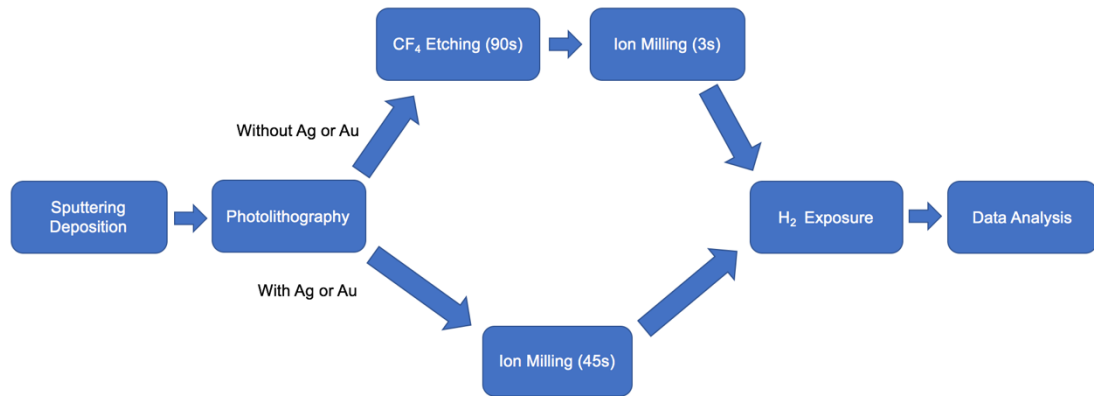 CF₄ Etching (90s)
Ion Milling (3s)
Without Ag or Au
Sputtering
Deposition
Photolithography
H₂ Exposure
Data Analysis
With Ag or Au
Ion Milling (45s)